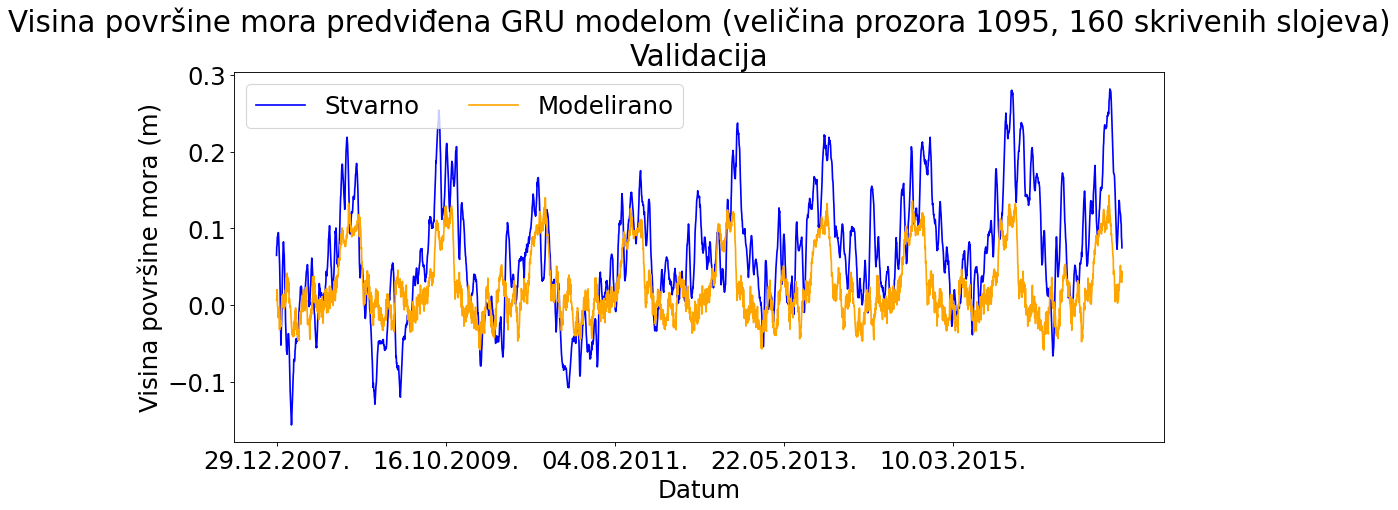 Visina površine mora predviđena GRU modelom (veličina prozora 1095, 160 skrivenih slojeva)
Validacija
Stvarno
Modelirano
Visina površine mora (m)
0.3
0.2
0.1
0.0
−0.1
29.12.2007.
16.10.2009.
04.08.2011.
22.05.2013.
10.03.2015.
Datum